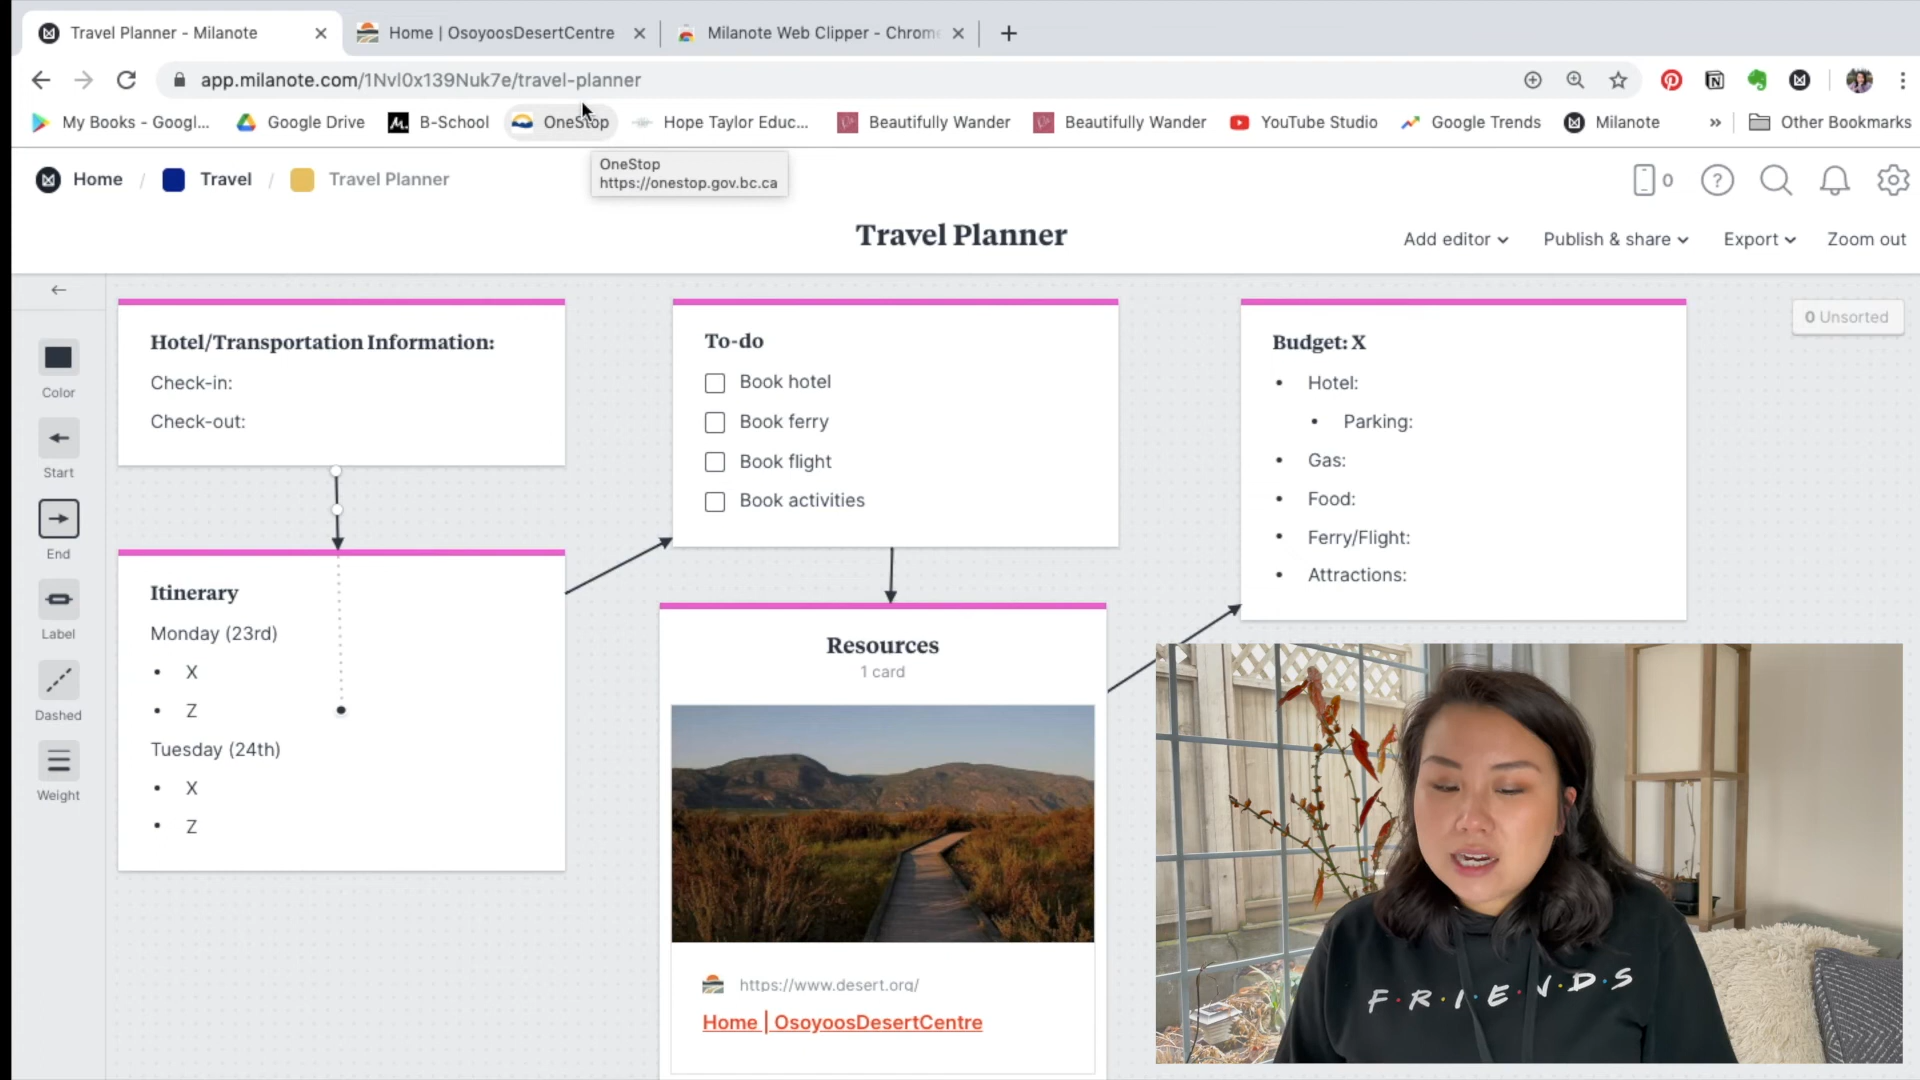 Travel Planner - Milanote
Home | OsoyoosDesertCentre
Milanote Web Clipper - Chrome
app.milanote.com/1Nvl0x139Nuk7e/travel-planner
My Books - Googl...
Google Drive
B-School
OneStop
Hope Taylor Educ...
Beautifully Wander
Beautifully Wander
YouTube Studio
Google Trends
Milanote
Other Bookmarks
OneStop
https://onestop.gov.bc.ca
Home / Travel / Travel Planner
0
Travel Planner
Add editor
Publish & share
Export
Zoom out
0 Unsorted
Color
Start
End
Label
Dashed
Weight
Hotel/Transportation Information:
Check-in:
Check-out:
Itinerary
Monday (23rd)
• X
• Z
Tuesday (24th)
• X
• Z
To-do
Book hotel
Book ferry
Book flight
Book activities
Resources
1 card
https://www.desert.org/
Home | OsoyoosDesertCentre
Budget: X
• Hotel:
• Parking:
• Gas:
• Food:
• Ferry/Flight:
• Attractions:
F·R·I·E·N·D·S